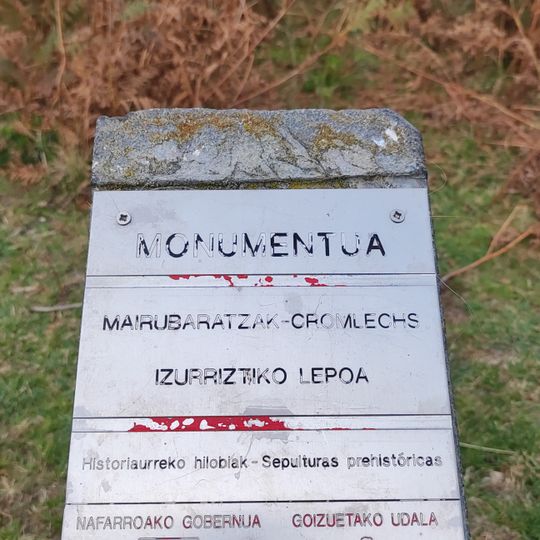 MONUMENTUA
MAIRUBARATZAK-CROMLECHS
IZURRIZTIKO LEPOA
Historiaurreko hilobiak - Sepulturas prehistóricas
NAFARROAKO GOBERNUA GOIZUETAKO UDALA